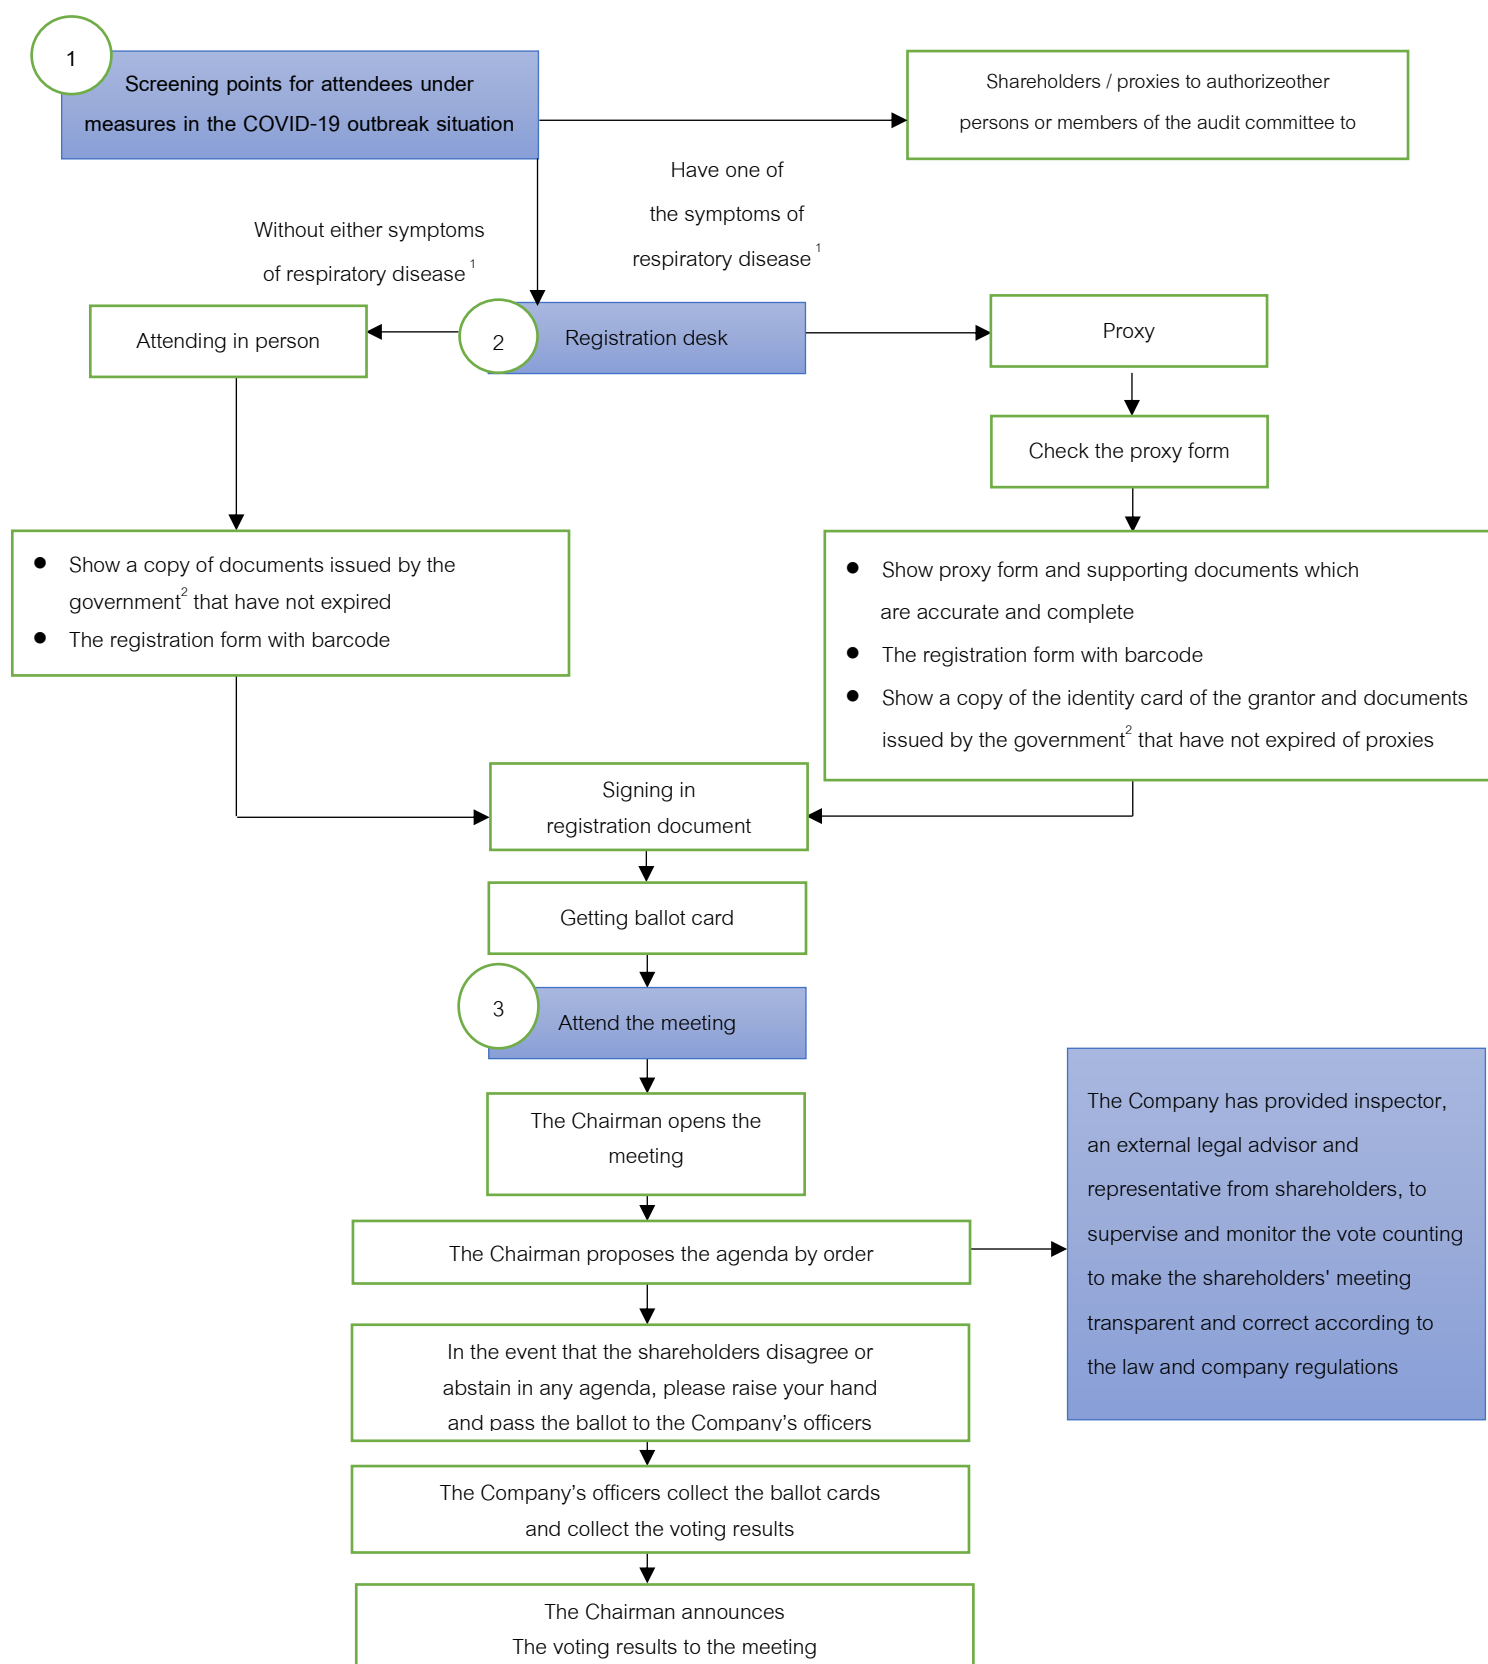 1
Screening points for attendees under
measures in the COVID-19 outbreak situation
Shareholders / proxies to authorizeother
persons or members of the audit committee to
Have one of
the symptoms of
respiratory disease 1
Without either symptoms
of respiratory disease 1
Attending in person
2
Registration desk
Proxy
Check the proxy form
● Show a copy of documents issued by the
government2 that have not expired
● The registration form with barcode
● Show proxy form and supporting documents which
are accurate and complete
● The registration form with barcode
● Show a copy of the identity card of the grantor and documents
issued by the government2 that have not expired of proxies
Signing in
registration document
Getting ballot card
3
Attend the meeting
The Chairman opens the
meeting
The Chairman proposes the agenda by order
The Company has provided inspector,
an external legal advisor and
representative from shareholders, to
supervise and monitor the vote counting
to make the shareholders' meeting
transparent and correct according to
the law and company regulations
In the event that the shareholders disagree or
abstain in any agenda, please raise your hand
and pass the ballot to the Company’s officers
The Company’s officers collect the ballot cards
and collect the voting results
The Chairman announces
The voting results to the meeting